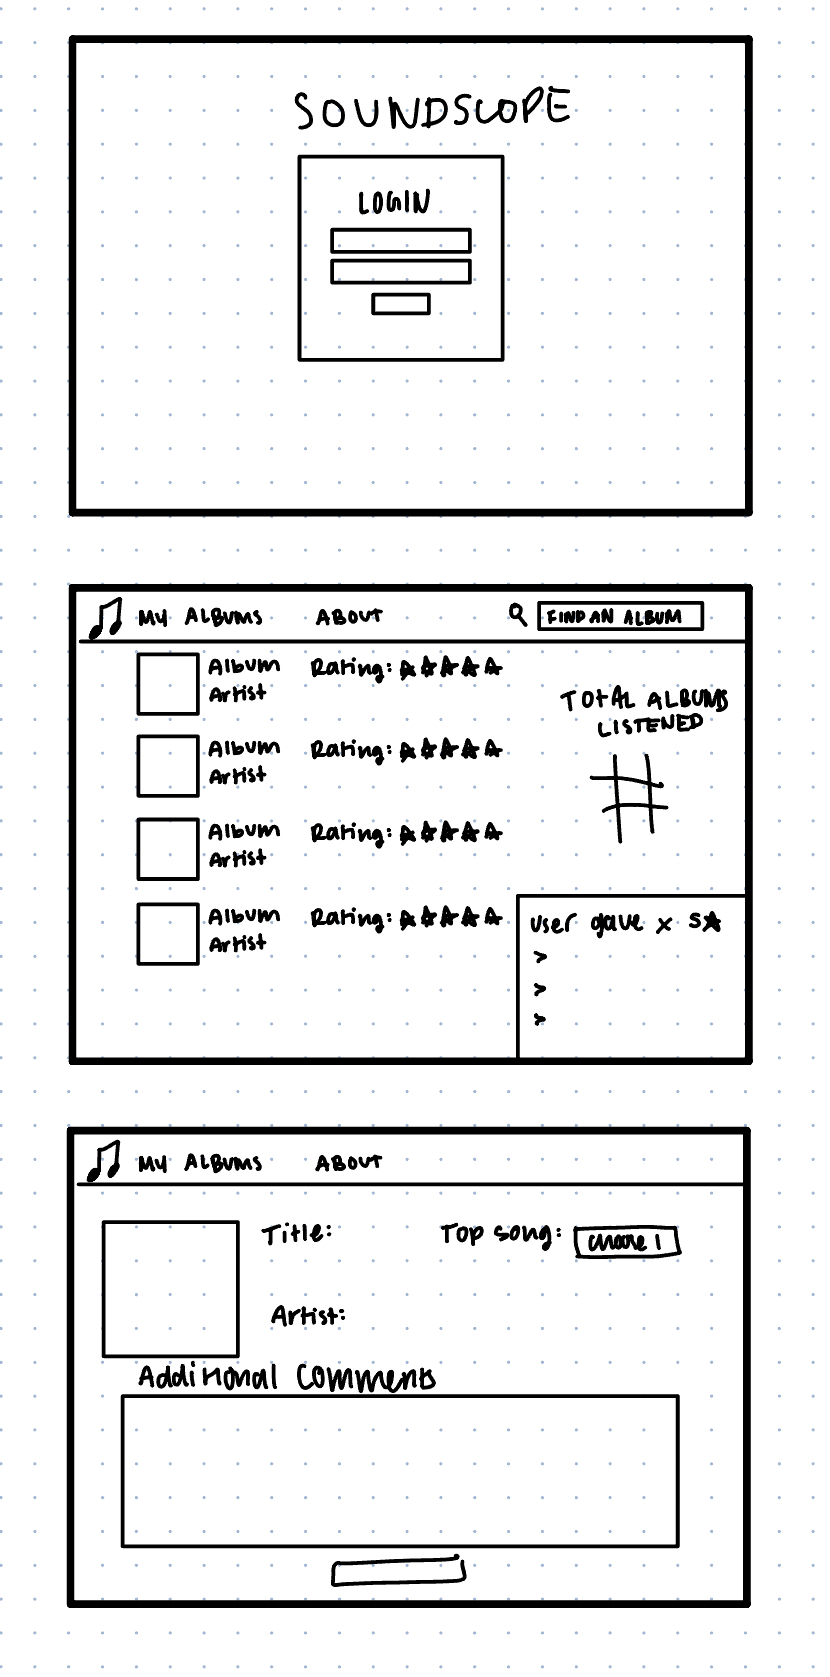 SOUNDSCOPE
LOGIN
MY ALBUMS ABOUT FIND AN ALBUM
Album Rating:
Artist
TOTAL ALBUMS
LISTENED
#
Album Rating:
Artist
Album Rating:
Artist
Album Rating:
Artist
User gave x 5★
>
>
>
MY ALBUMS ABOUT
Title: Top song: choose 1
Artist:
Additional Comments